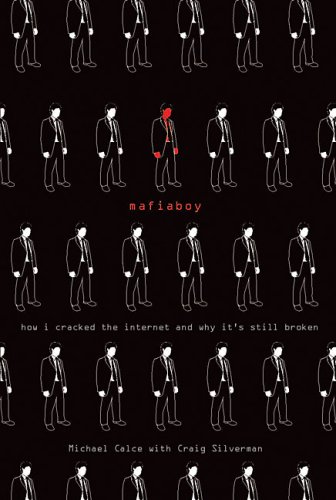 mafiaboy
how i cracked the internet and why it's still broken
Michael Calce with Craig Silverman